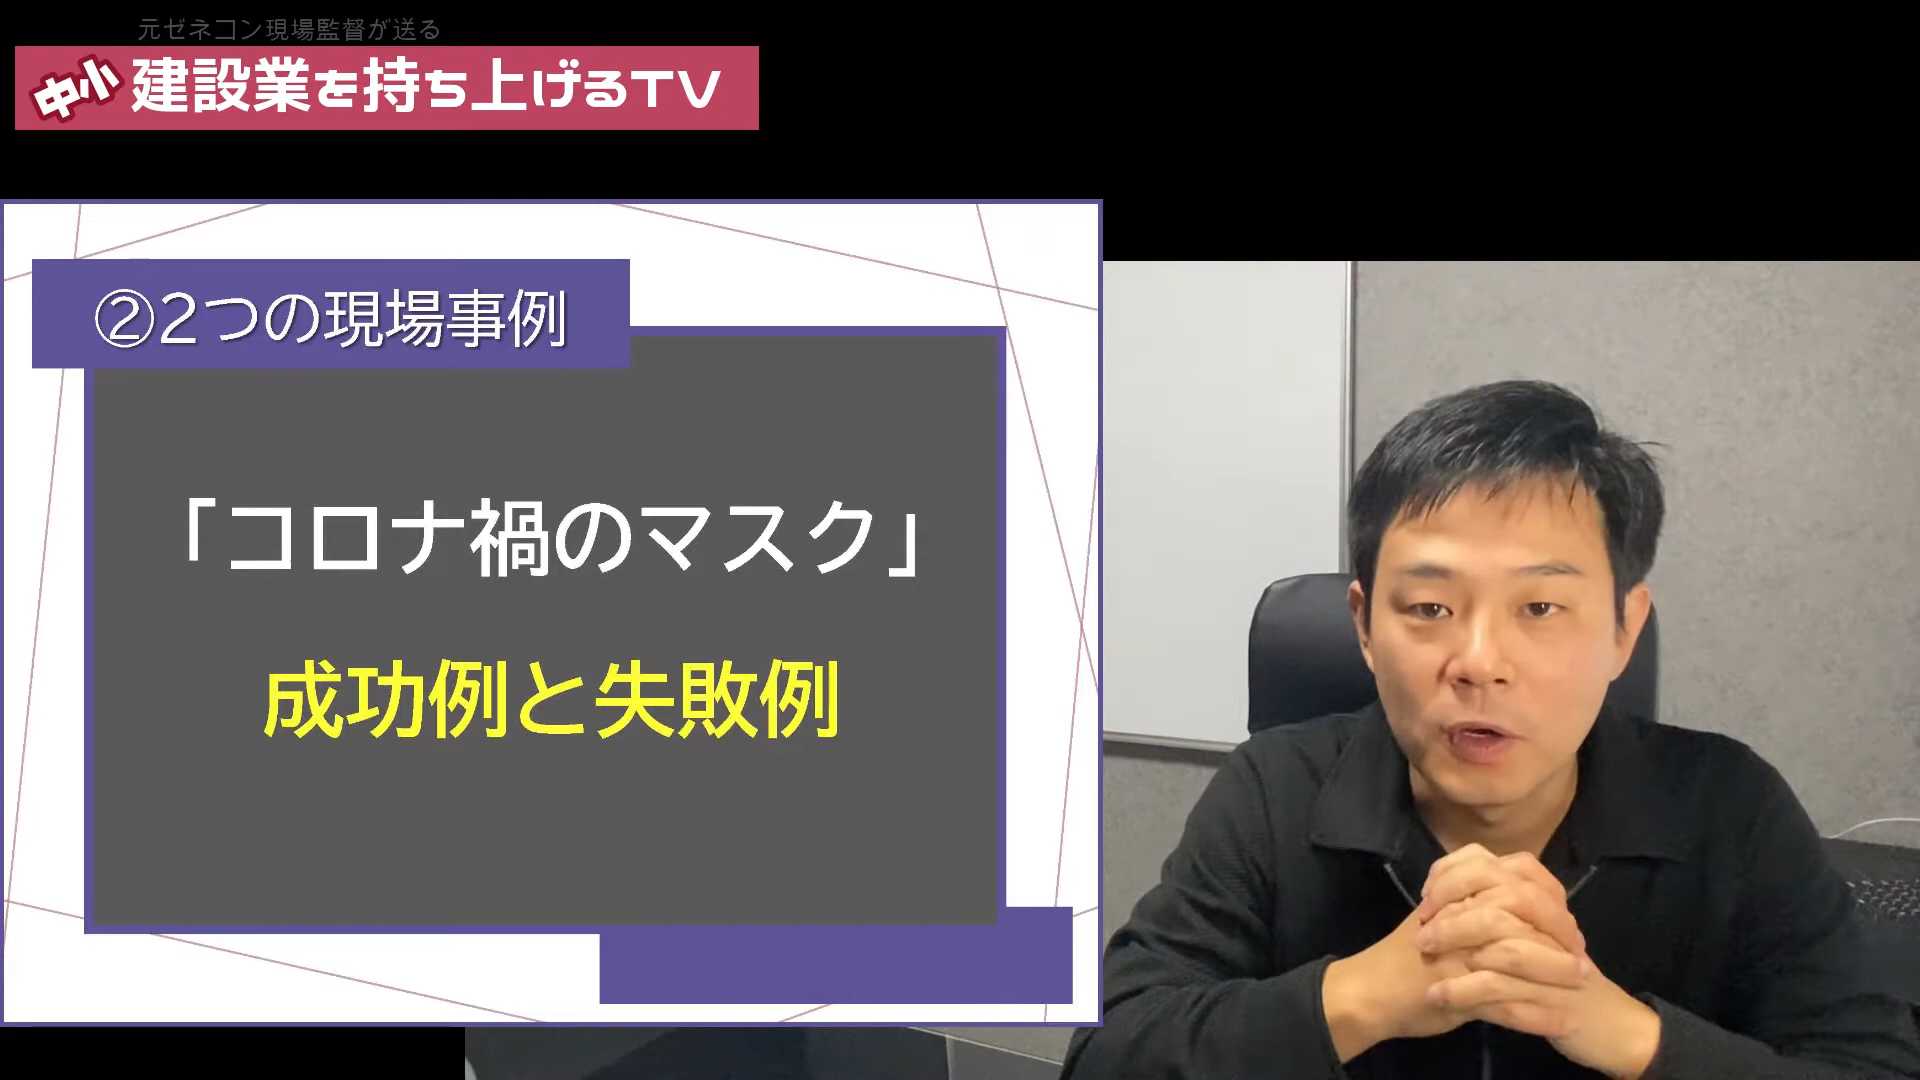 元ゼネコン現場監督が送る
中小建設業を持ち上げるTV
②2つの現場事例
「コロナ禍のマスク」
成功例と失敗例